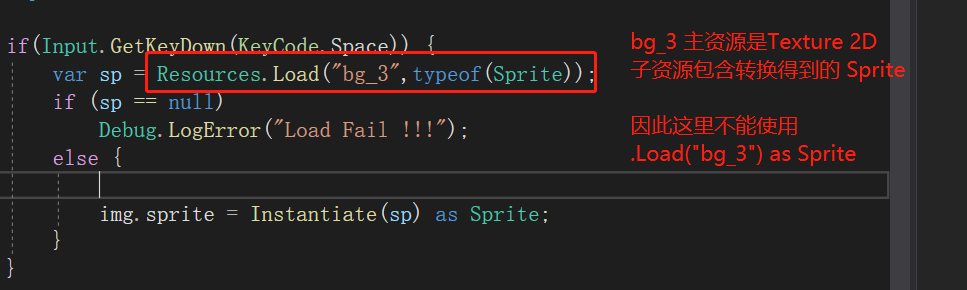 if(Input.GetKeyDown(KeyCode.Space)) {
var sp = Resources.Load("bg_3",typeof(Sprite));
if (sp == null)
Debug.LogError("Load Fail !!!");
else {
img.sprite = Instantiate(sp) as Sprite;
}
}
bg_3 主资源是Texture 2D
子资源包含转换得到的 Sprite
因此这里不能使用
.Load("bg_3") as Sprite